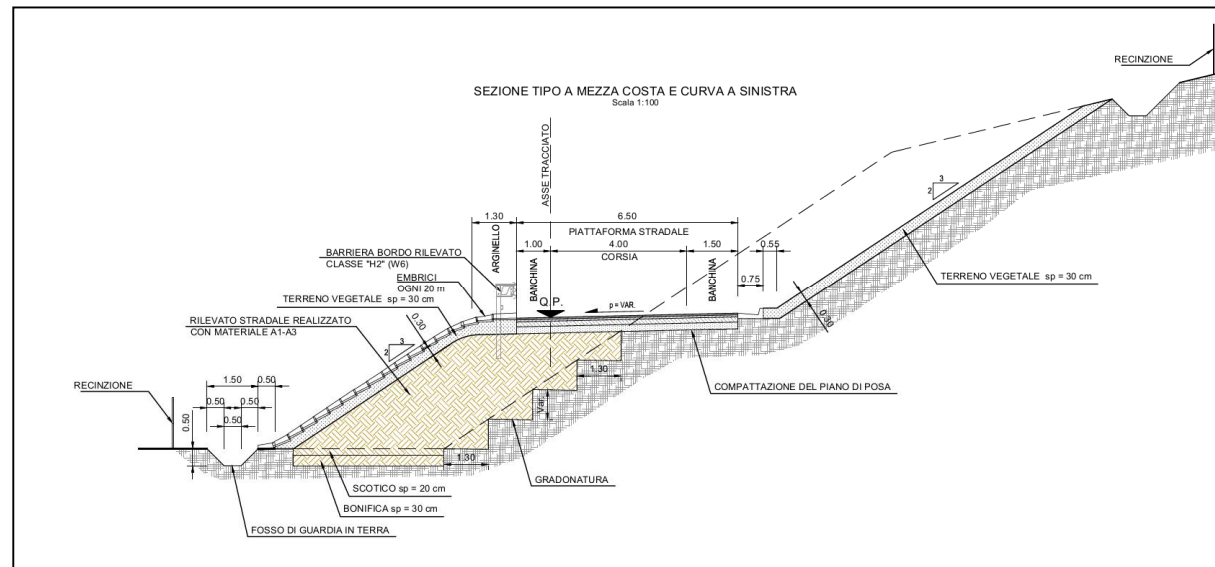 RECINZIONE
SEZIONE TIPO A MEZZA COSTA E CURVA A SINISTRA
Scala 1:100
ASSE TRACCIATO
3
2
1.30
6.50
PIATTAFORMA STRADALE
ARGINELLO
1.00
4.00
1.50
0.55
CORSIA
BARRIERA BORDO RILEVATO
CLASSE "H2" (W6)
BANCHINA
BANCHINA
0.75
TERRENO VEGETALE sp = 30 cm
EMBRICI
OGNI 20 m
Q.P.
p = VAR.
TERRENO VEGETALE sp = 30 cm
0.30
0.30
RILEVATO STRADALE REALIZZATO
CON MATERIALE A1-A3
3
2
RECINZIONE
1.50
0.50
1.30
COMPATTAZIONE DEL PIANO DI POSA
0.50
0.50
Var.
0.50
0.50
1.30
GRADONATURA
SCOTICO sp = 20 cm
BONIFICA sp = 30 cm
FOSSO DI GUARDIA IN TERRA